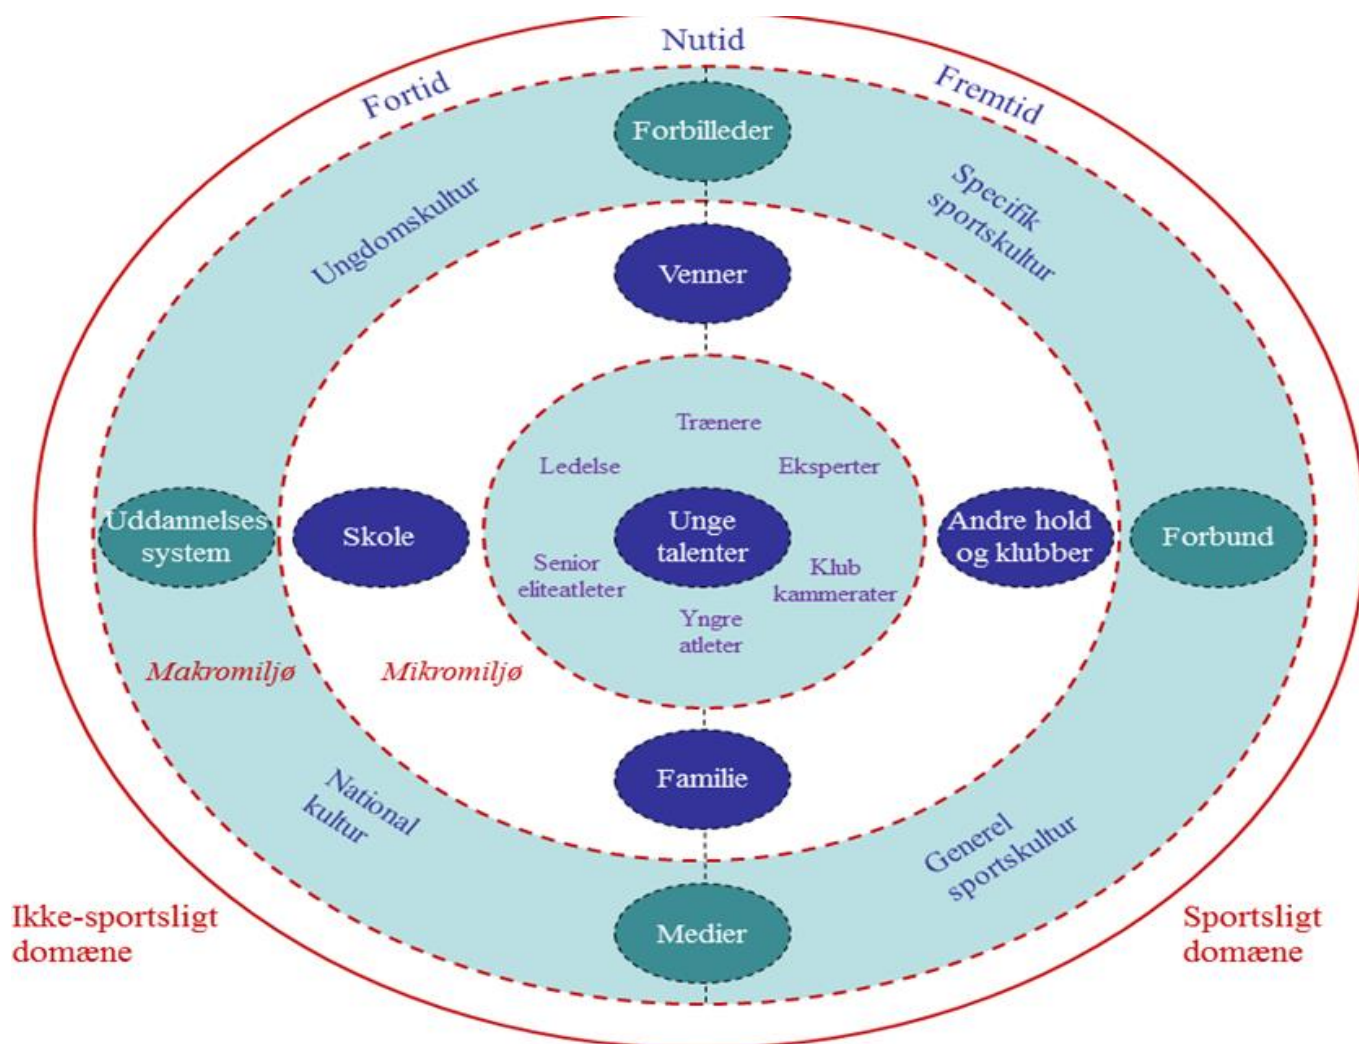 Nutid
Fortid
Fremtid
Forbilleder
Ungdomskultur
Specifik
sportskultur
Venner
Trænere
Ledelse
Eksperter
Uddannelses
system
Skole
Unge
talenter
Andre hold
og klubber
Forbund
Senior
eliteatleter
Klub
kammerater
Yngre
atleter
Makromiljø
Mikromiljø
Familie
National
kultur
Generel
sportskultur
Medier
Ikke-sportsligt
domæne
Sportsligt
domæne